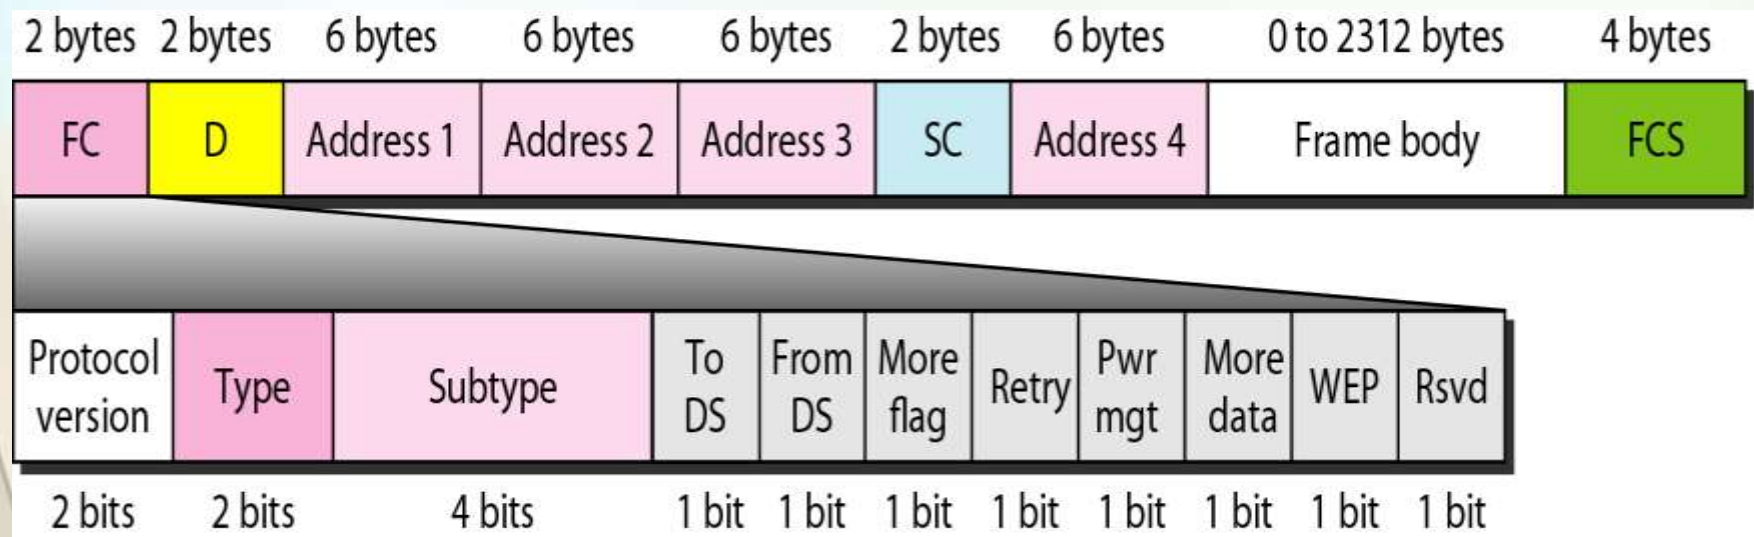 2 bytes 2 bytes 6 bytes 6 bytes 6 bytes 2 bytes 6 bytes 0 to 2312 bytes 4 bytes
FC D Address 1 Address 2 Address 3 SC Address 4 Frame body FCS
Protocol version Type Subtype To DS From DS More flag Retry Pwr mgt More data WEP Rsvd
2 bits 2 bits 4 bits 1 bit 1 bit 1 bit 1 bit 1 bit 1 bit 1 bit 1 bit